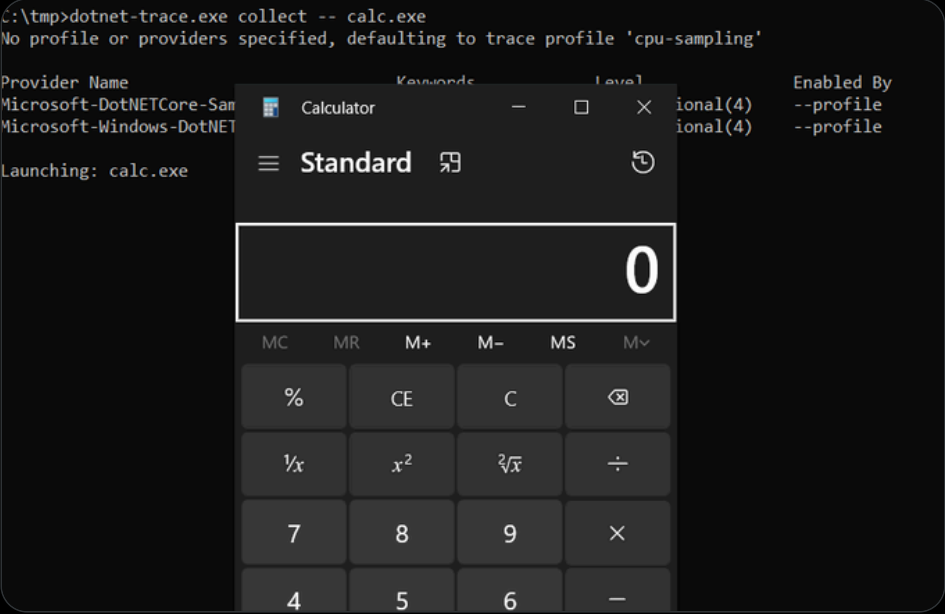 C:\tmp>dotnet-trace.exe collect -- calc.exe
No profile or providers specified, defaulting to trace profile 'cpu-sampling'
Provider Name Keywords Level Enabled By
Microsoft-DotNETCore-Sam ional(4) --profile
Microsoft-Windows-DotNET ional(4) --profile
Launching: calc.exe
Calculator
Standard
0
MC MR M+ M− MS M
% CE C
¹/x x² ²√x ÷
7 8 9 ×
4 5 6 −